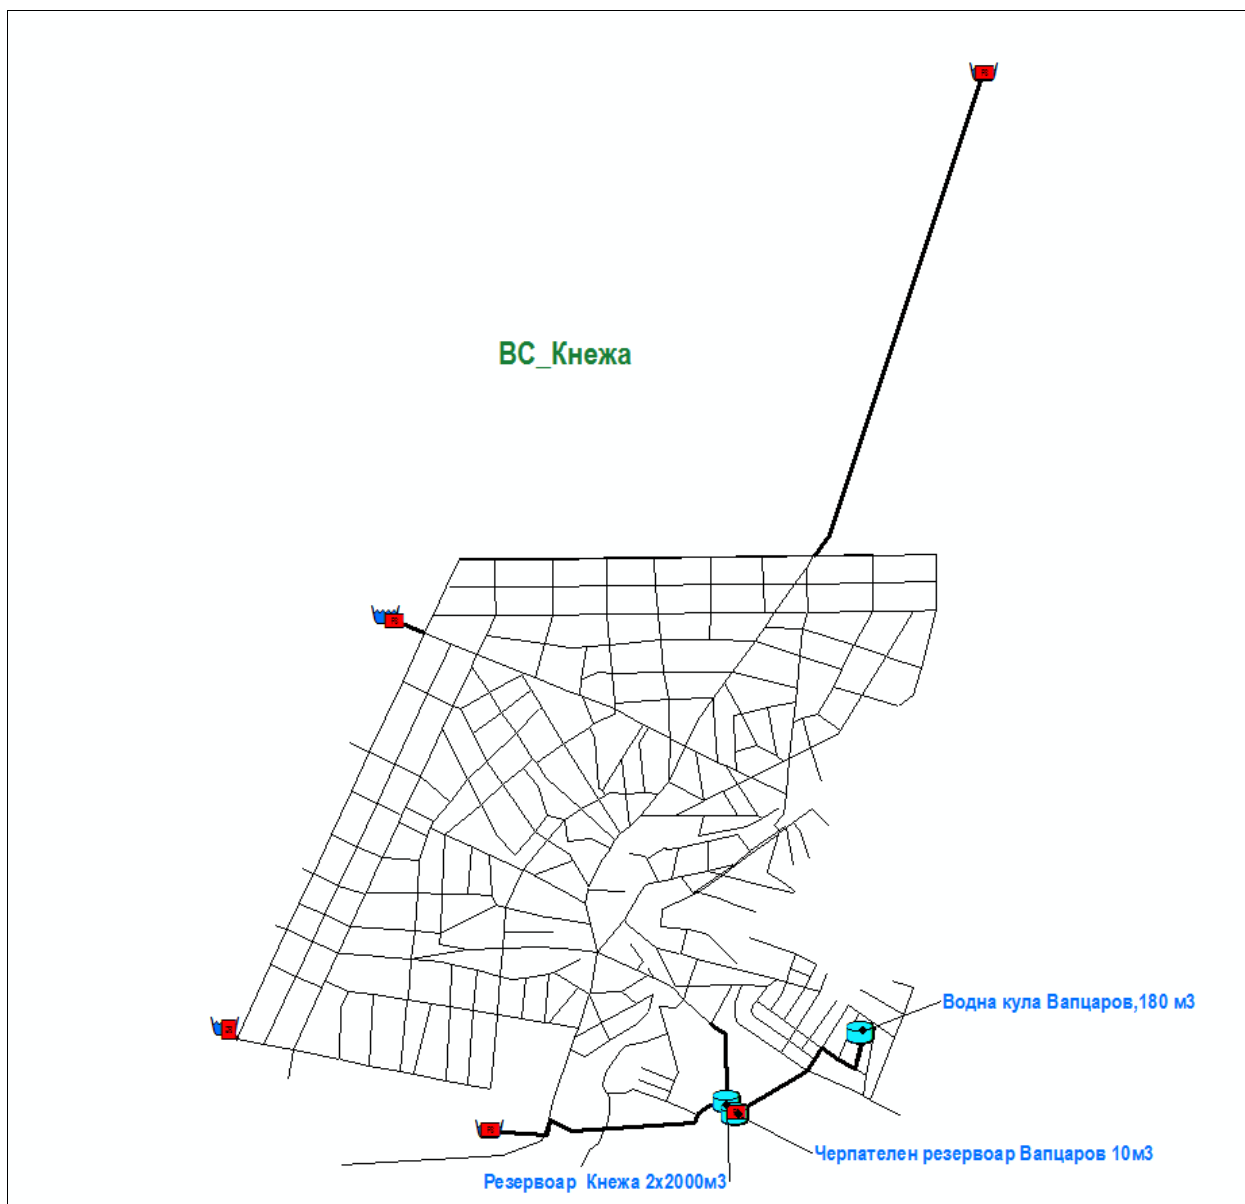 ВС_Кнежа
Водна кула Вапцаров,180 м3
Черпателен резервоар Вапцаров 10м3
Резервоар Кнежа 2х2000м3